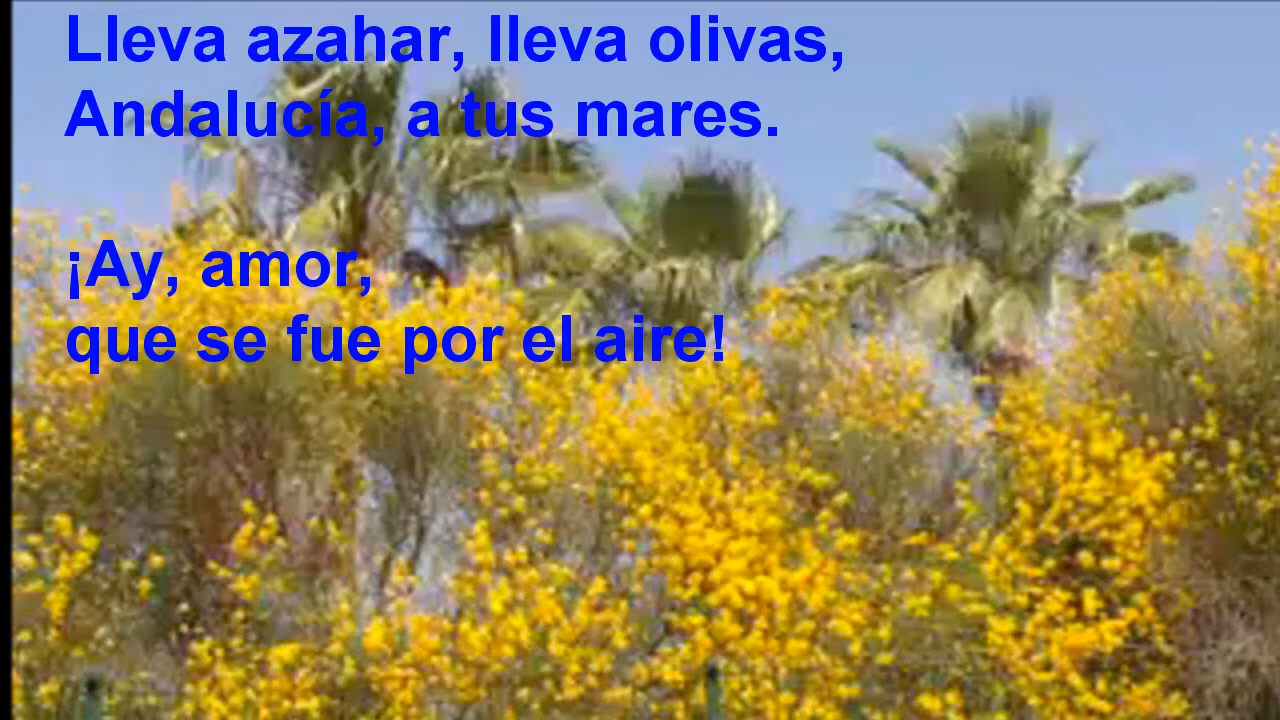 Lleva azahar, lleva olivas,
Andalucía, a tus mares.
¡Ay, amor,
que se fue por el aire!